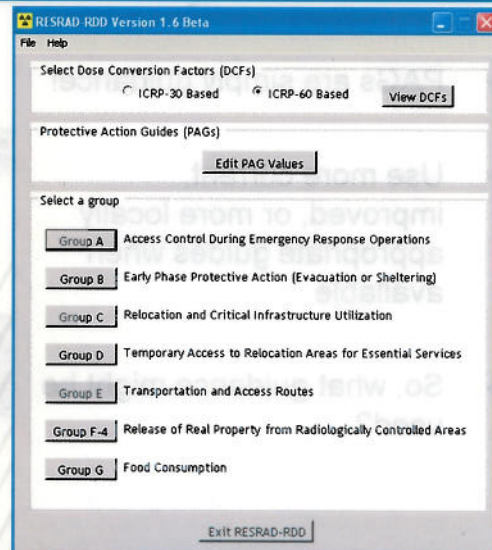 RESRAD-RDD Version 1.6 Beta
File Help
Select Dose Conversion Factors (DCFs)
ICRP-30 Based ICRP-60 Based View DCFs
Protective Action Guides (PAGs)
Edit PAG Values
Select a group
Group A Access Control During Emergency Response Operations
Group B Early Phase Protective Action (Evacuation or Sheltering)
Group C Relocation and Critical Infrastructure Utilization
Group D Temporary Access to Relocation Areas for Essential Services
Group E Transportation and Access Routes
Group F-4 Release of Real Property from Radiologically Controlled Areas
Group G Food Consumption
Exit RESRAD-RDD